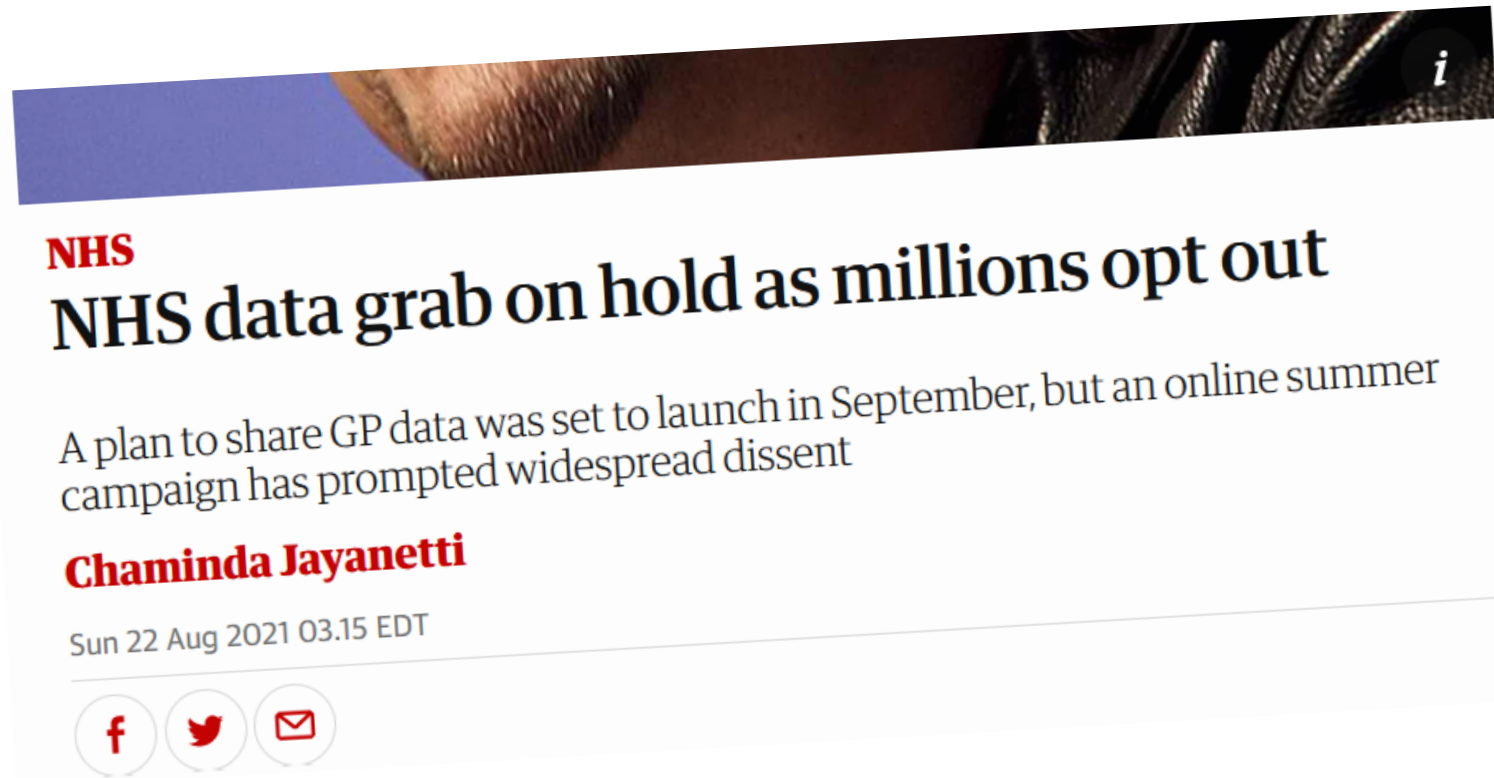 i
NHS
NHS data grab on hold as millions opt out
A plan to share GP data was set to launch in September, but an online summer
campaign has prompted widespread dissent
Chaminda Jayanetti
Sun 22 Aug 2021 03.15 EDT